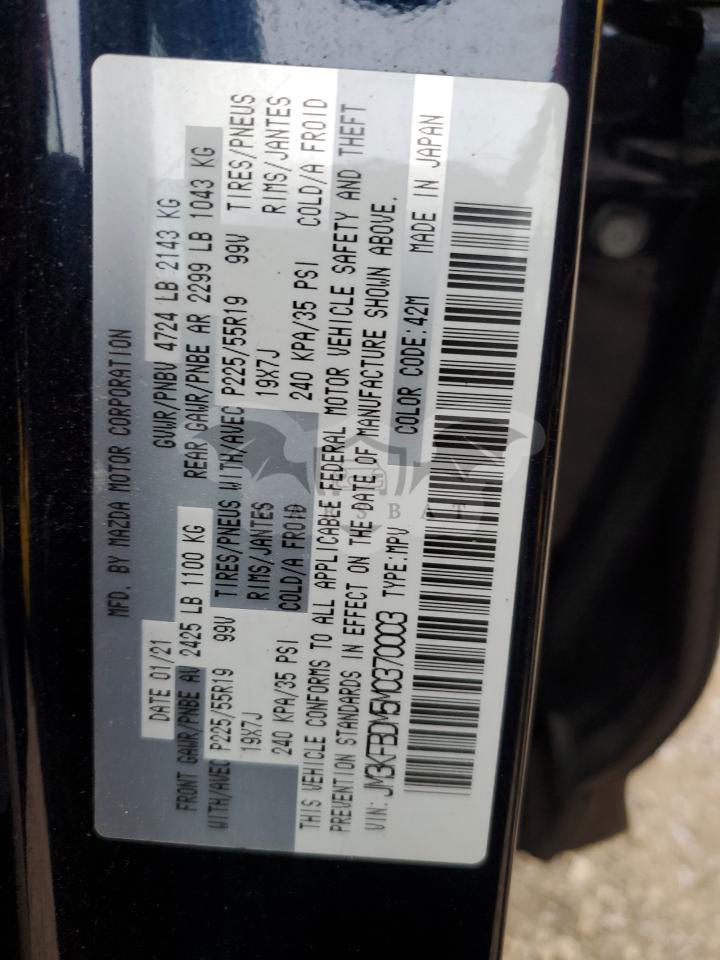 MFD. BY MAZDA MOTOR CORPORATION
DATE 01/21 GVWR/PNBV 4724 LB 2143 KG
FRONT GAWR/PNBE AV 2425 LB 1100 KG REAR GAWR/PNBE AR 2299 LB 1043 KG
WITH/AVEC P225/55R19 99V TIRES/PNEUS WITH/AVEC P225/55R19 99V TIRES/PNEUS
19X7J RIMS/JANTES 19X7J RIMS/JANTES
240 KPA/35 PSI COLD/A FROID 240 KPA/35 PSI COLD/A FROID
THIS VEHICLE CONFORMS TO ALL APPLICABLE FEDERAL MOTOR VEHICLE SAFETY AND THEFT
PREVENTION STANDARDS IN EFFECT ON THE DATE OF MANUFACTURE SHOWN ABOVE.
VIN: JM3KFBDM5M0370003 TYPE:MPV COLOR CODE:42M MADE IN JAPAN